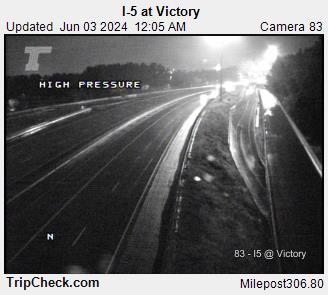 I-5 at Victory
Updated Jun 03 2024 12:05 AM Camera 83
T
HIGH PRESSURE
N
83 - I5 @ Victory
TripCheck.com Milepost306.80